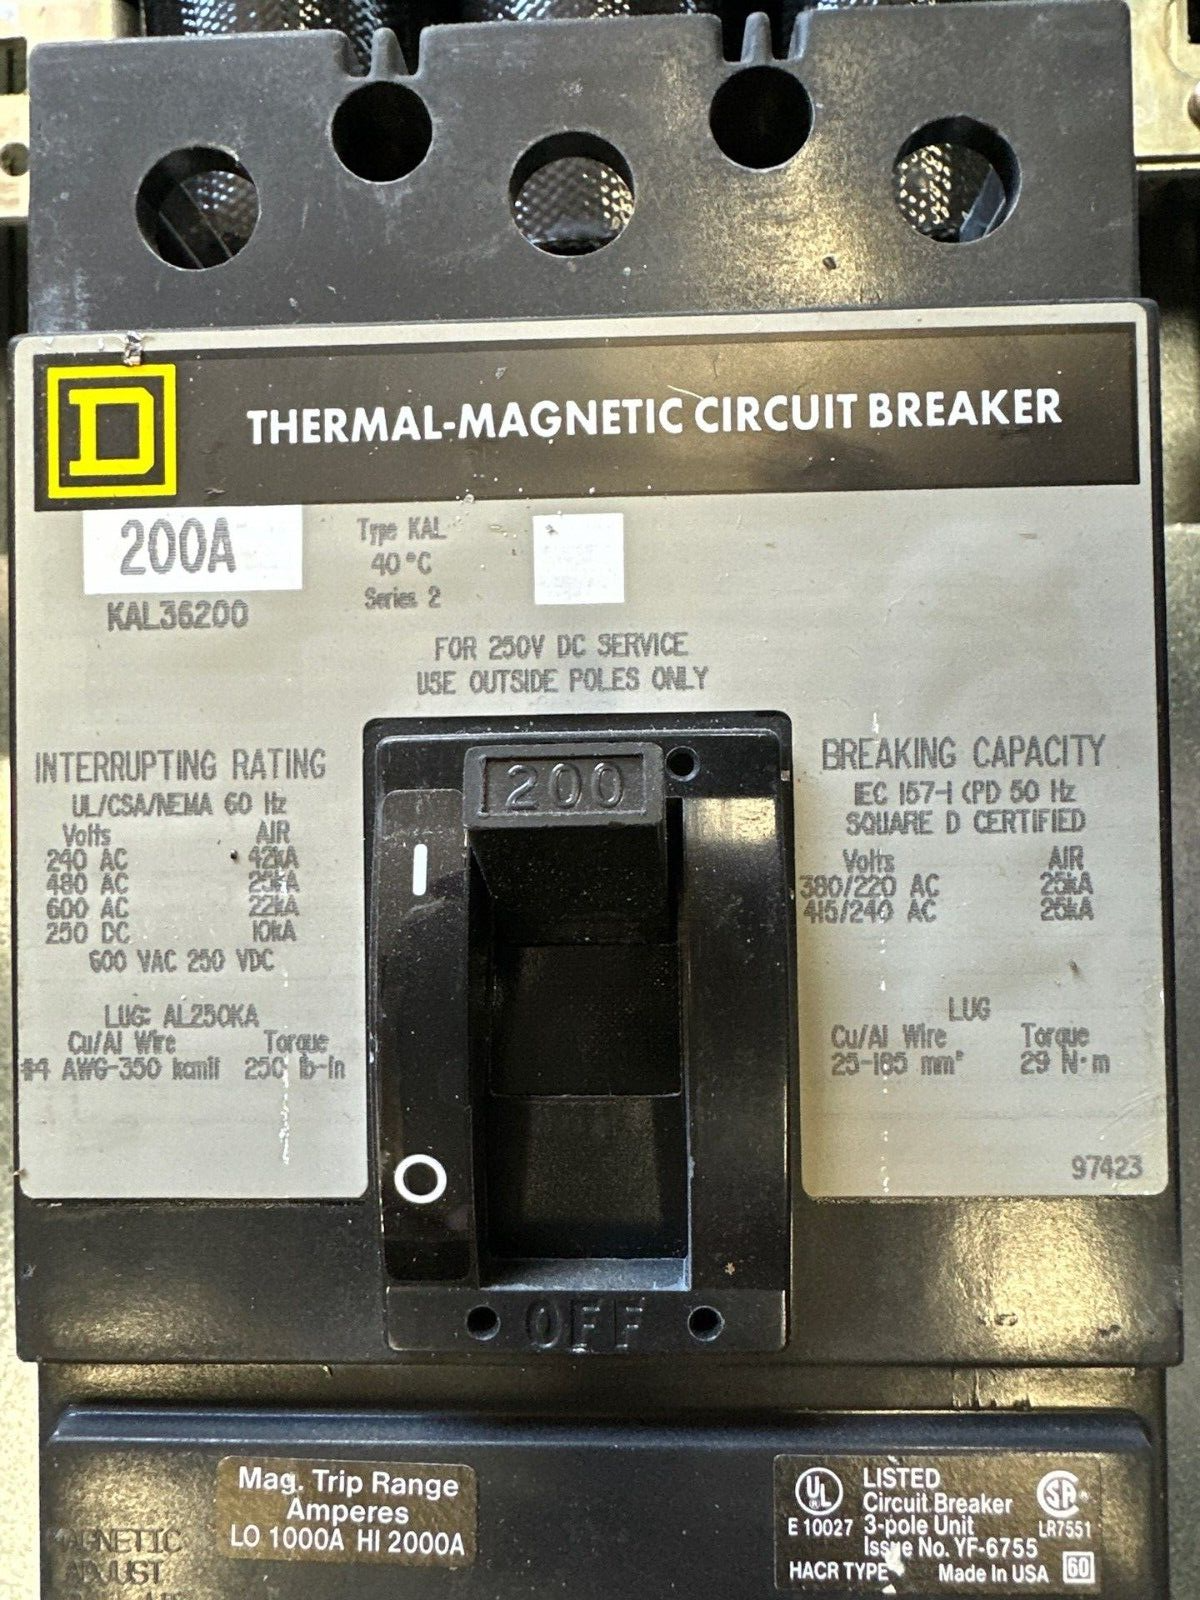 D
THERMAL-MAGNETIC CIRCUIT BREAKER
200A
KAL36200
Type KAL
40°C
Series 2
FOR 250V DC SERVICE
USE OUTSIDE POLES ONLY
INTERRUPTING RATING
UL/CSA/NEMA 60 Hz
Volts AIR
240 AC 42kA
480 AC 25kA
600 AC 22kA
250 DC 10kA
600 VAC 250 VDC
LUG: AL250KA
Cu/Al Wire Torque
#4 AWG-350 kcmil 250 lb-in
200
I
O
OFF
BREAKING CAPACITY
IEC 157-1 (PD 50 Hz
SQUARE D CERTIFIED
Volts AIR
380/220 AC 25kA
415/240 AC 25kA
LUG
Cu/Al Wire Torque
25-185 mm² 29 N·m
97423
Mag. Trip Range
Amperes
LO 1000A HI 2000A
MAGNETIC
ADJUST
UL
E 10027
LISTED
Circuit Breaker
3-pole Unit
Issue No. YF-6755
HACR TYPE
Made In USA
60
SA
LR7551